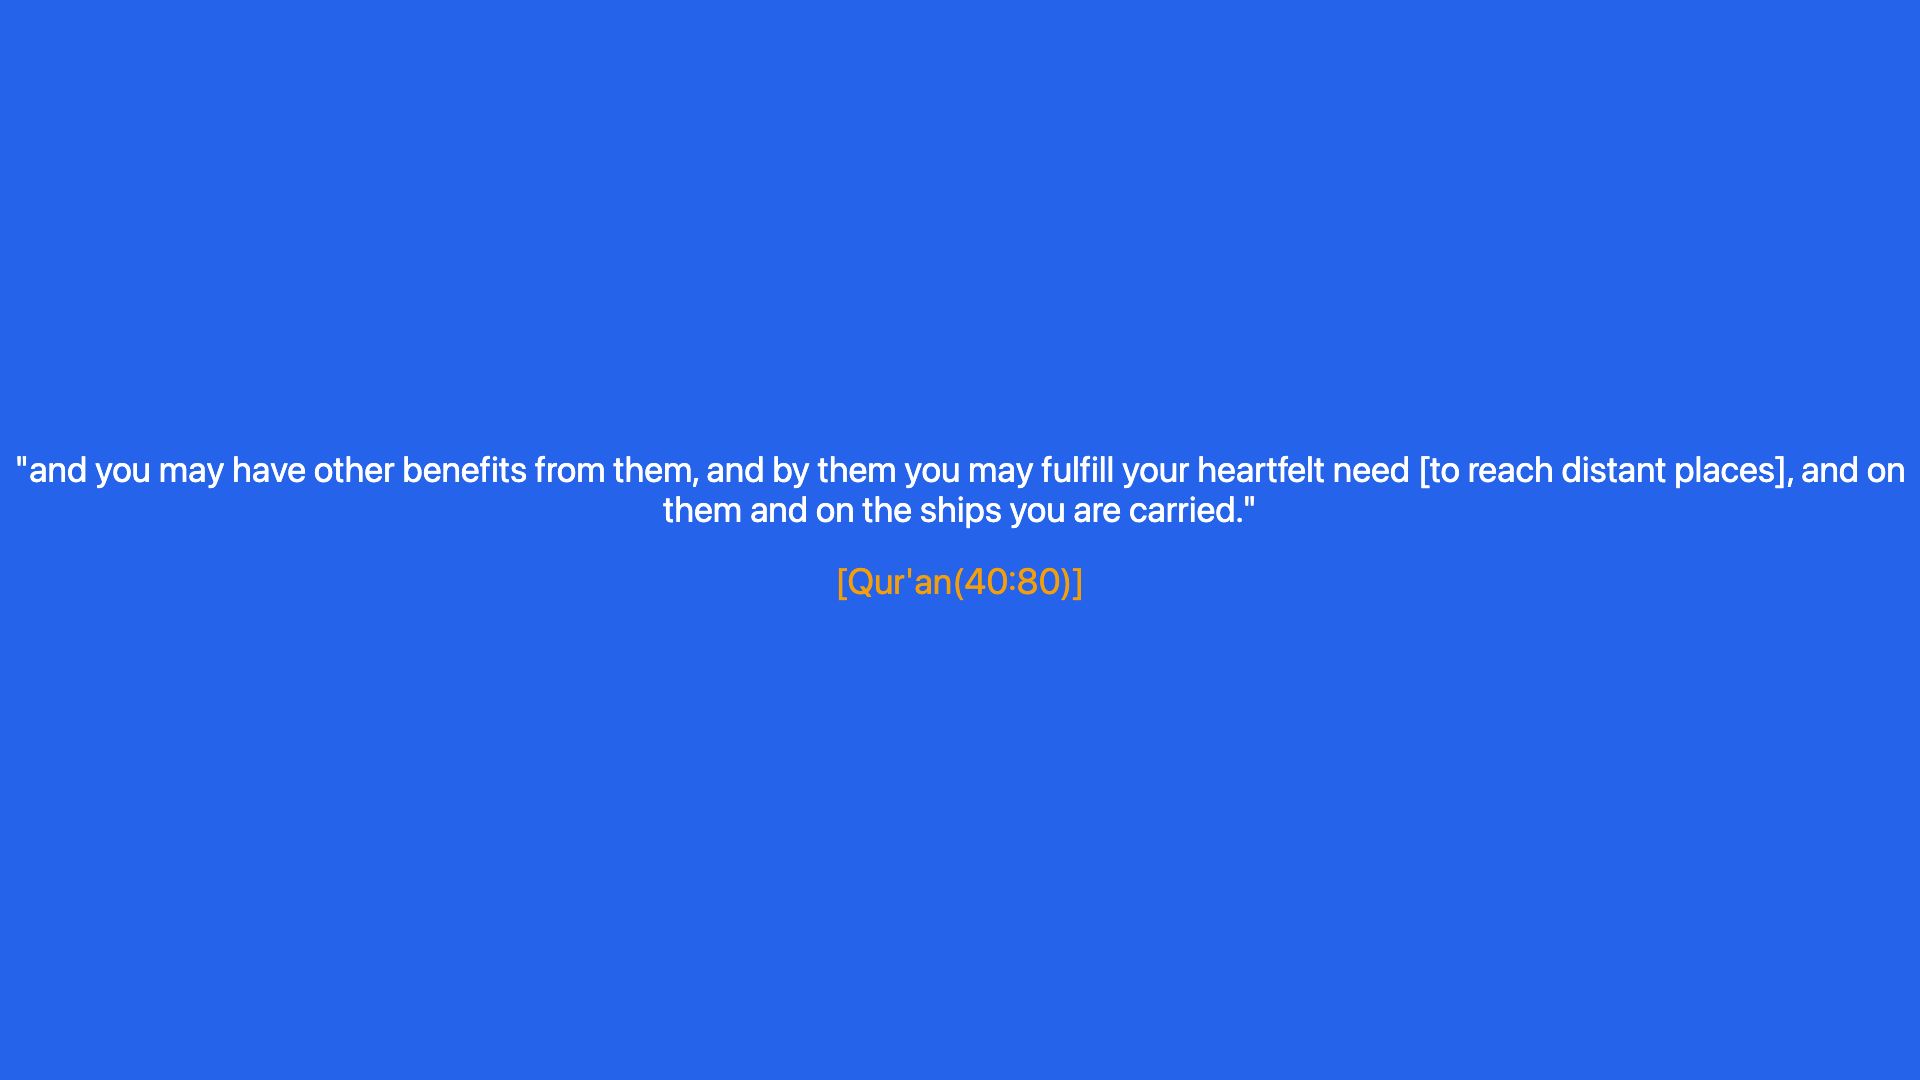 "and you may have other benefits from them, and by them you may fulfill your heartfelt need [to reach distant places], and on
them and on the ships you are carried."
[Qur'an(40:80)]